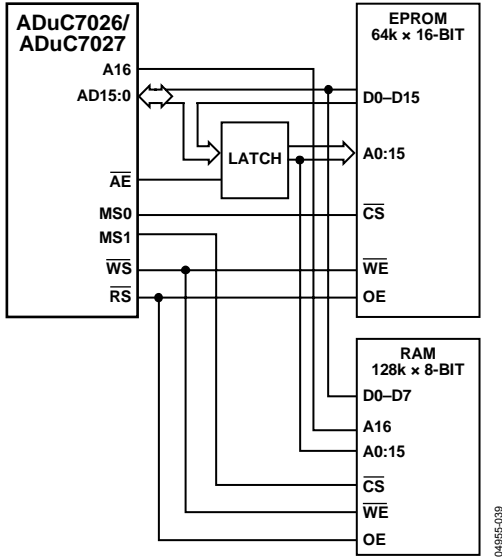 ADuC7026/
ADuC7027
A16
AD15:0
AE
MS0
MS1
WS
RS
LATCH
EPROM
64k × 16-BIT
D0–D15
A0:15
CS
WE
OE
RAM
128k × 8-BIT
D0–D7
A16
A0:15
CS
WE
OE
04955-039